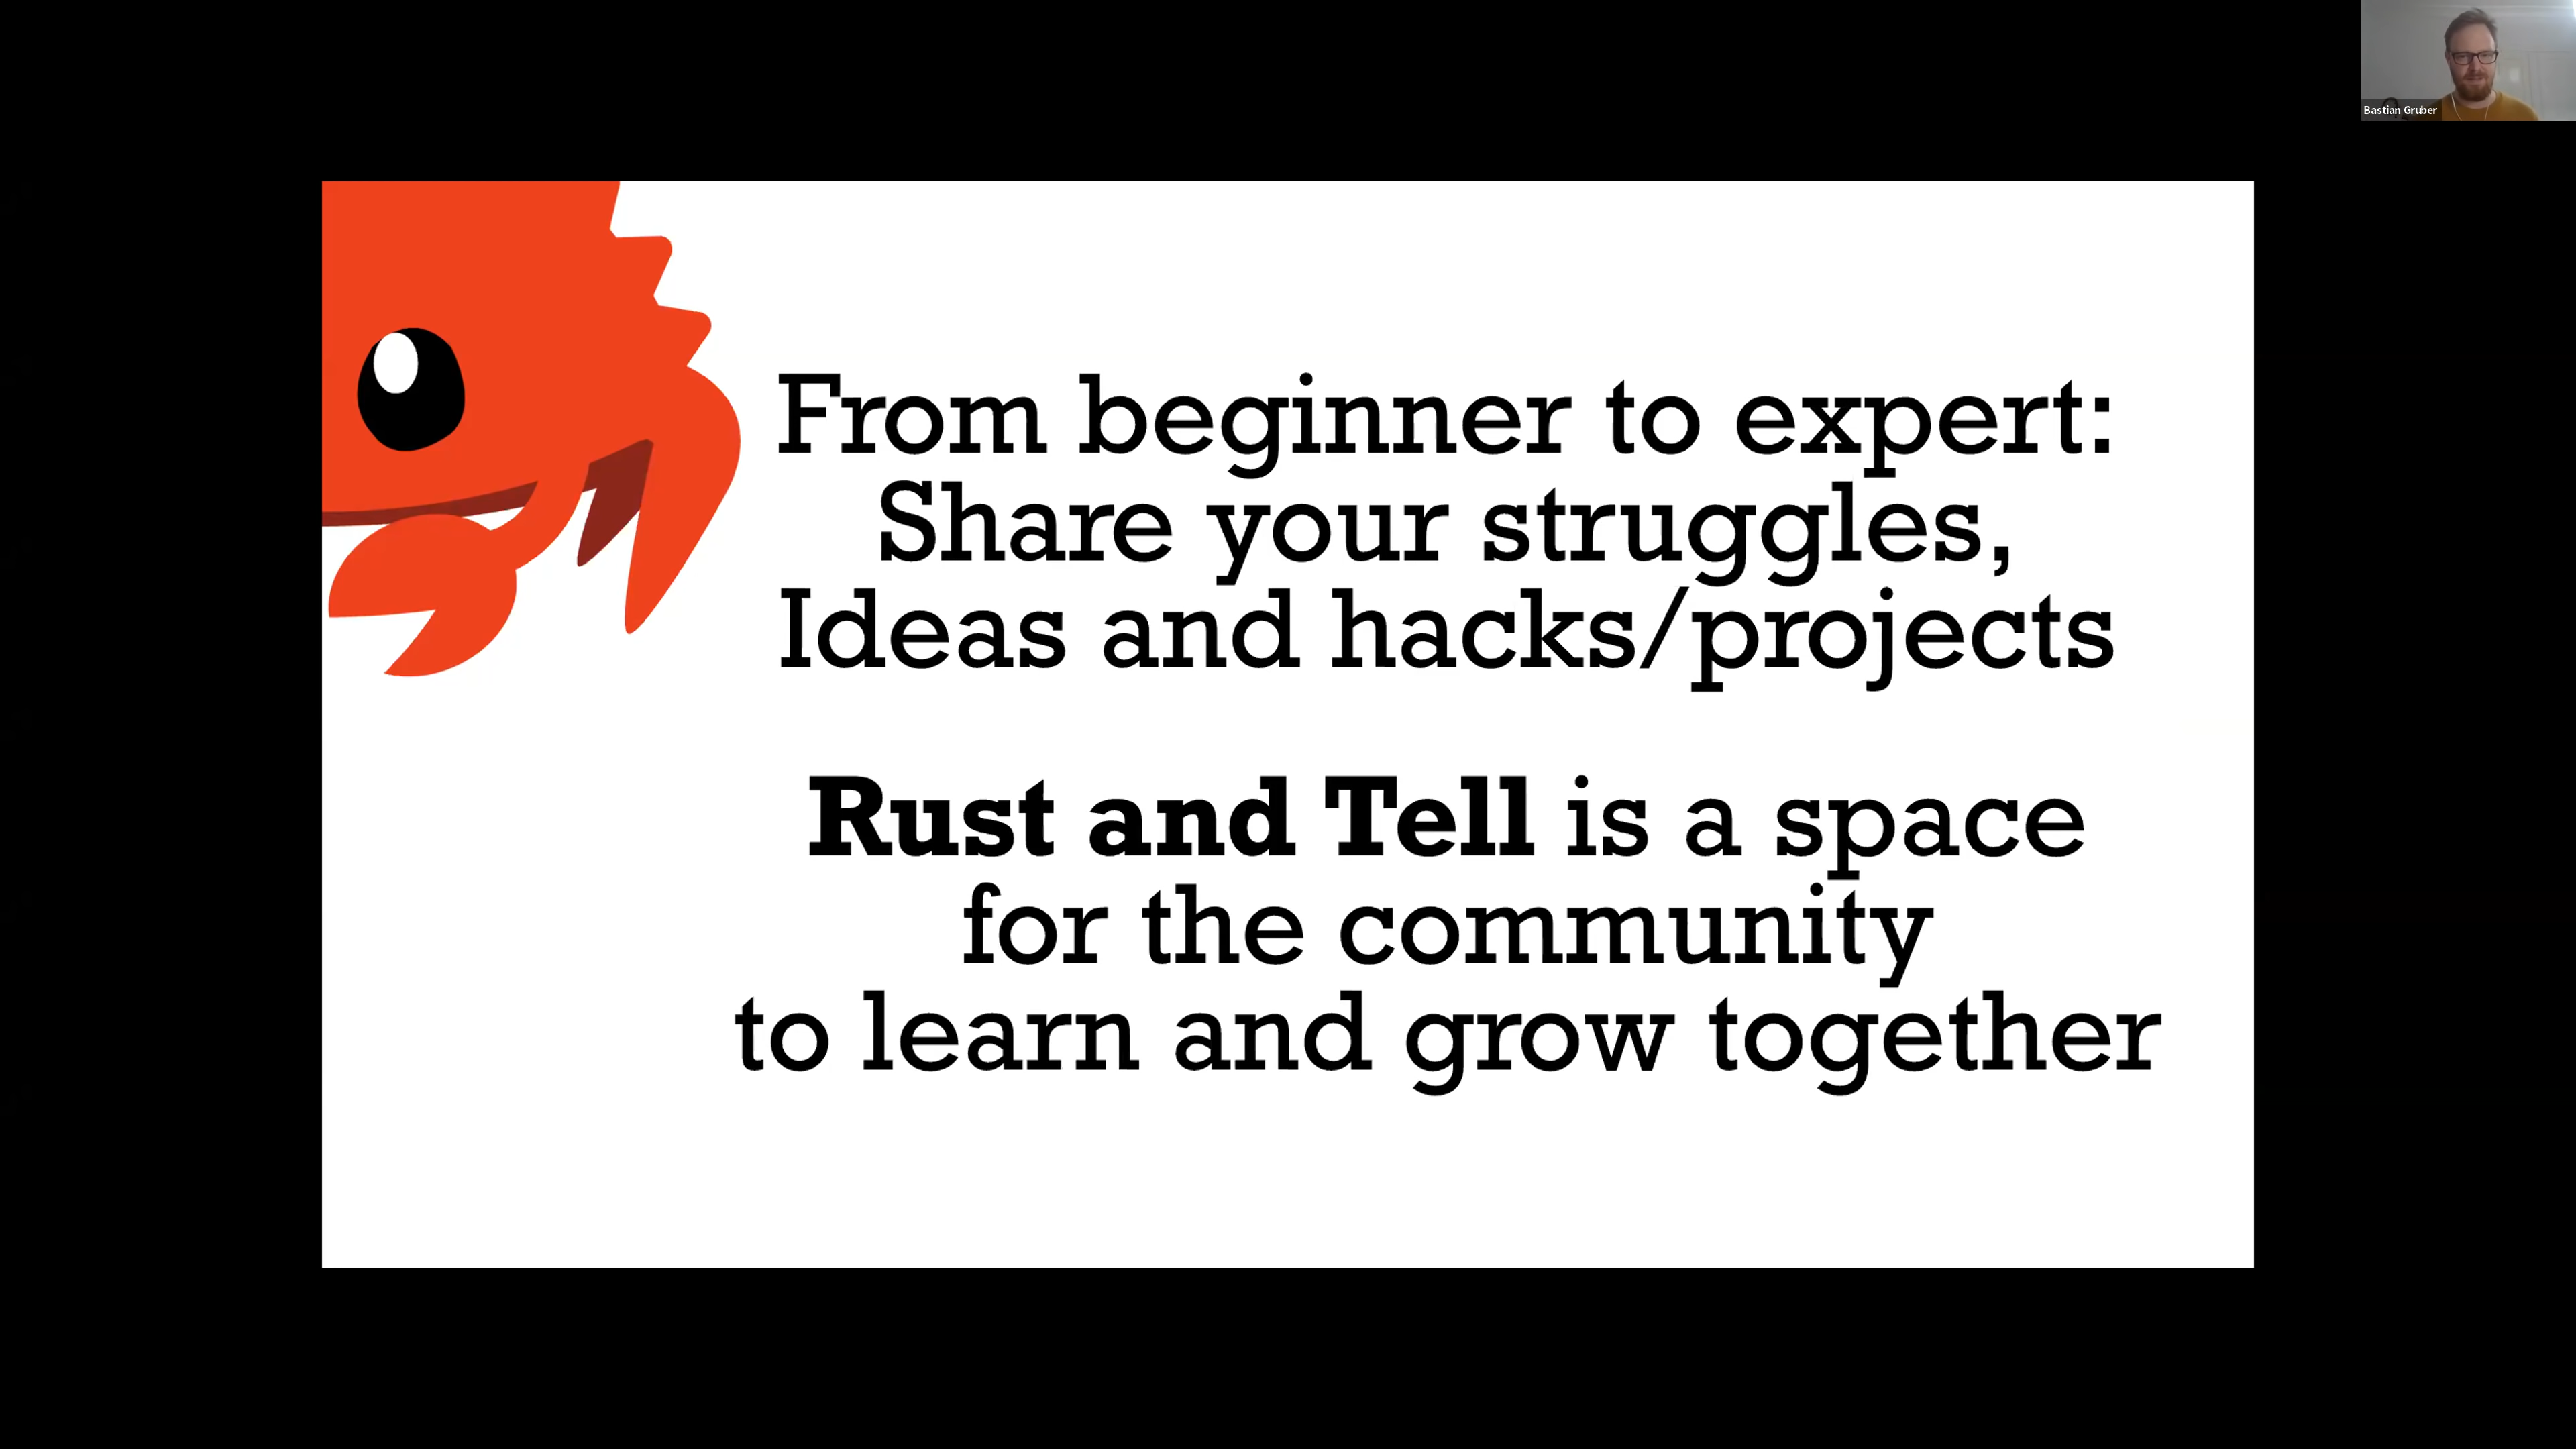 Bastian Gruber
From beginner to expert:
Share your struggles,
Ideas and hacks/projects
Rust and Tell is a space
for the community
to learn and grow together